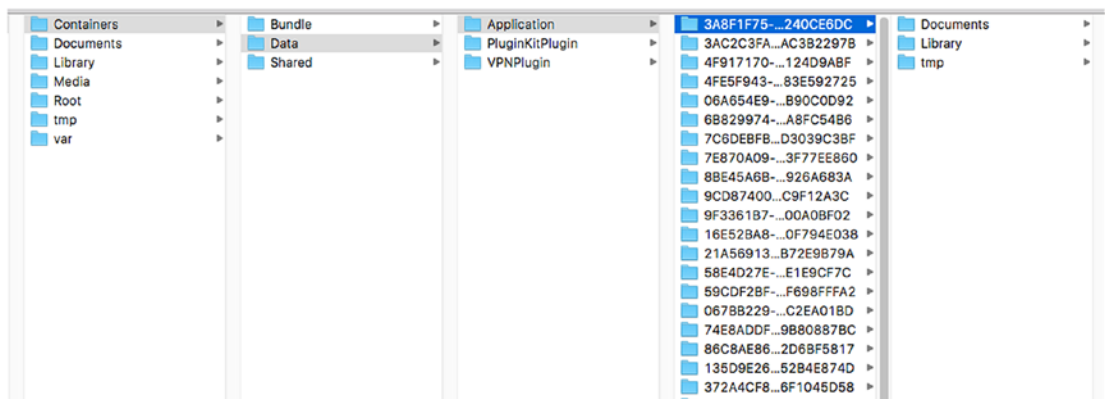 Containers
Documents
Library
Media
Root
tmp
var
Bundle
Data
Shared
Application
PluginKitPlugin
VPNPlugin
3A8F1F75-...240CE6DC
3AC2C3FA...AC3B2297B
4F917170-...124D9ABF
4FE5F943-...83E592725
06A654E9-...B90C0D92
6B829974-...A8FC54B6
7C6DEBFB...D3039C3BF
7E870A09-...3F77EE860
8BE45A6B-...926A683A
9CD87400...C9F12A3C
9F3361B7-...00A0BF02
16E52BA8-...0F794E038
21A56913...B72E9B79A
58E4D27E-...E1E9CF7C
59CDF2BF-...F698FFFA2
067BB229-...C2EA01BD
74E8ADDF...9B80887BC
86C8AE86...2D6BF5817
135D9E26...52B4E874D
372A4CF8...6F1045D58
Documents
Library
tmp